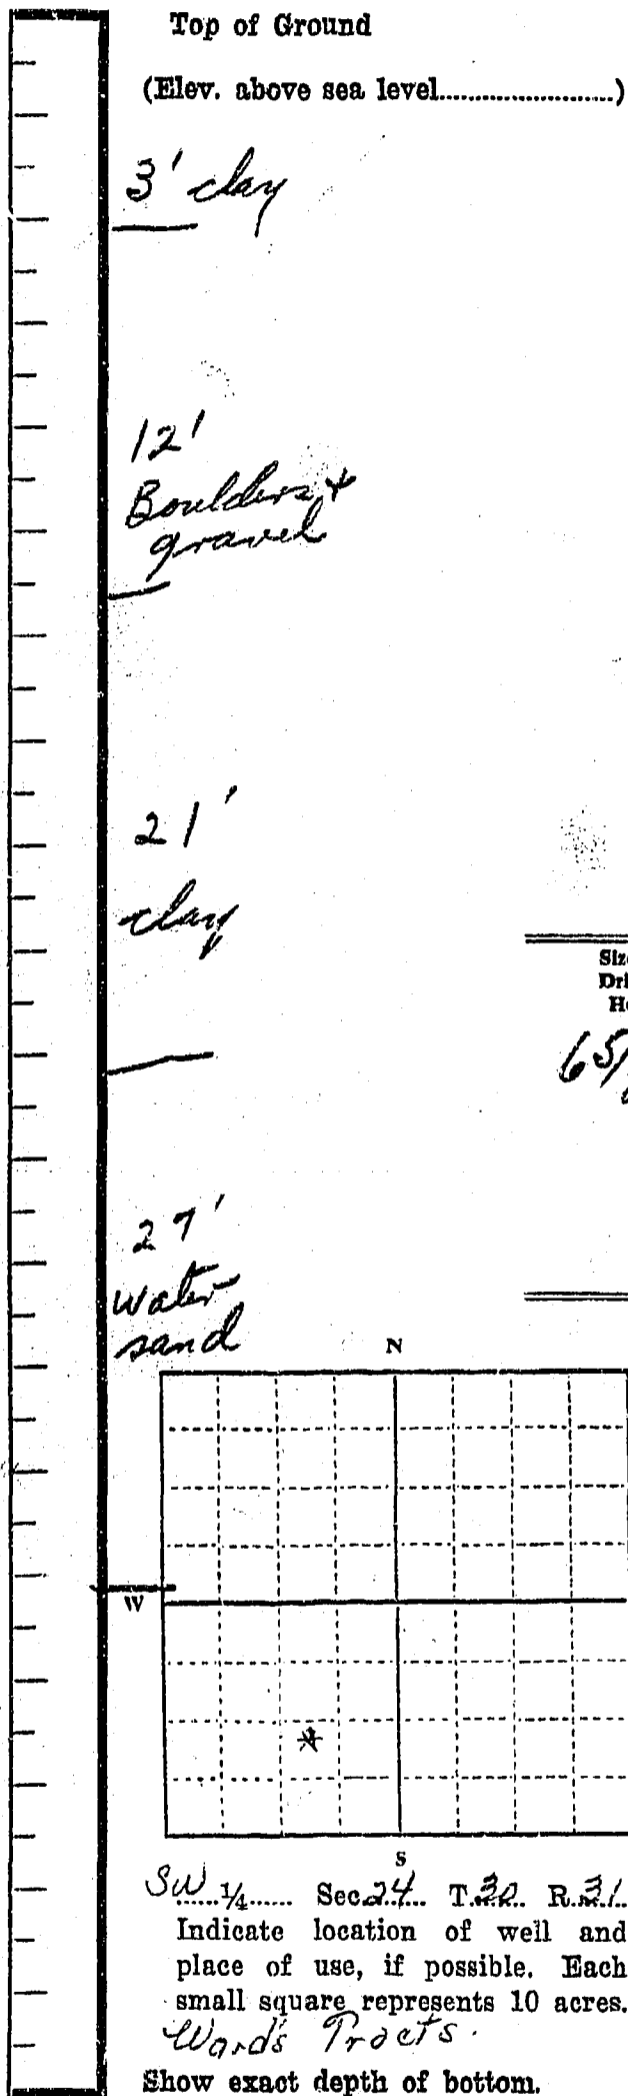 Top of Ground
(Elev. above sea level......................)
3' clay
12'
Boulders +
gravel
21'
clay
27'
water
sand
N
W
S
SW 1/4 Sec. 24 T. 30 R. 31
Indicate location of well and
place of use, if possible. Each
small square represents 10 acres.
Ward's Tracts.
Show exact depth of bottom.